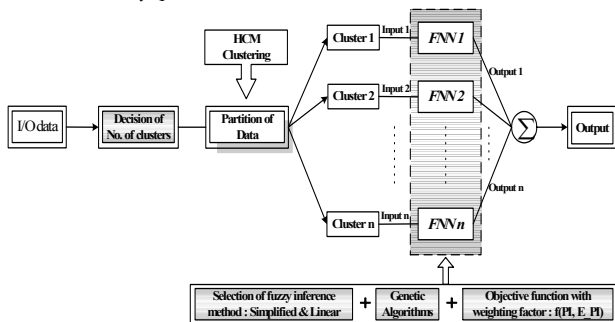 HCM
Clustering
I/O data
Decision of
No. of clusters
Partition of
Data
Cluster 1
Input 1
FNN 1
Output 1
Cluster 2
Input 2
FNN 2
Σ
Output
Cluster n
Input n
FNN n
Output n
Selection of fuzzy inference
method : Simplified & Linear
+
Genetic
Algorithms
+
Objective function with
weighting factor : f(PI, E_PI)